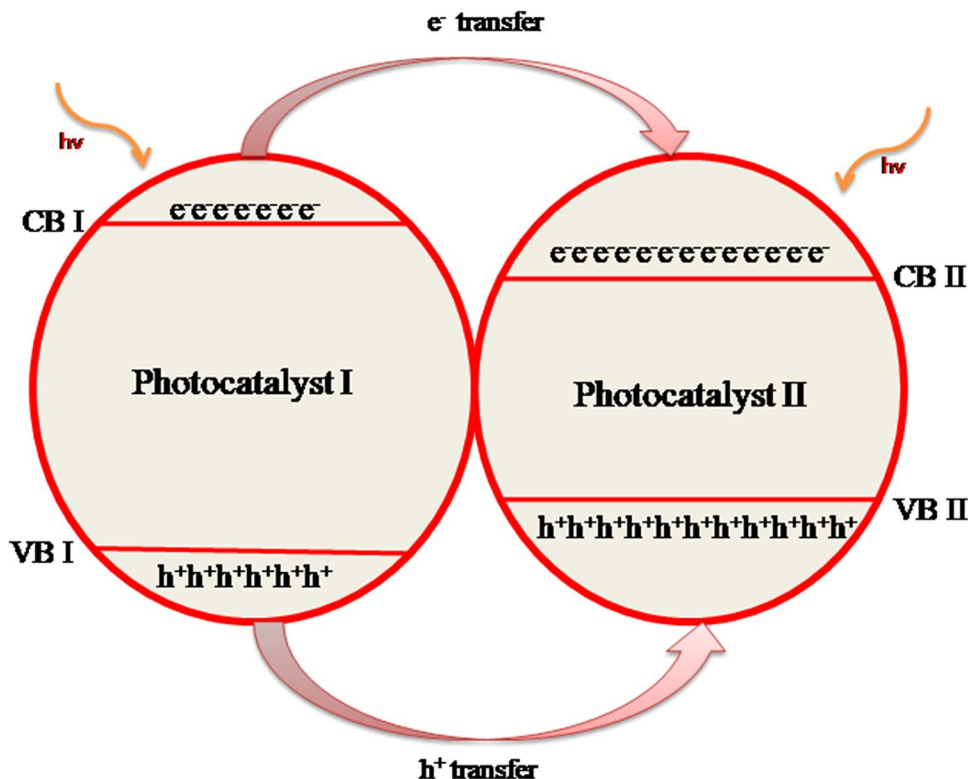 e⁻ transfer
hv
hv
CB I
e⁻e⁻e⁻e⁻e⁻e⁻e⁻
e⁻e⁻e⁻e⁻e⁻e⁻e⁻e⁻e⁻e⁻e⁻e⁻e⁻
CB II
Photocatalyst I
Photocatalyst II
VB II
h⁺h⁺h⁺h⁺h⁺h⁺h⁺h⁺h⁺h⁺h⁺
VB I
h⁺h⁺h⁺h⁺h⁺h⁺
h⁺ transfer